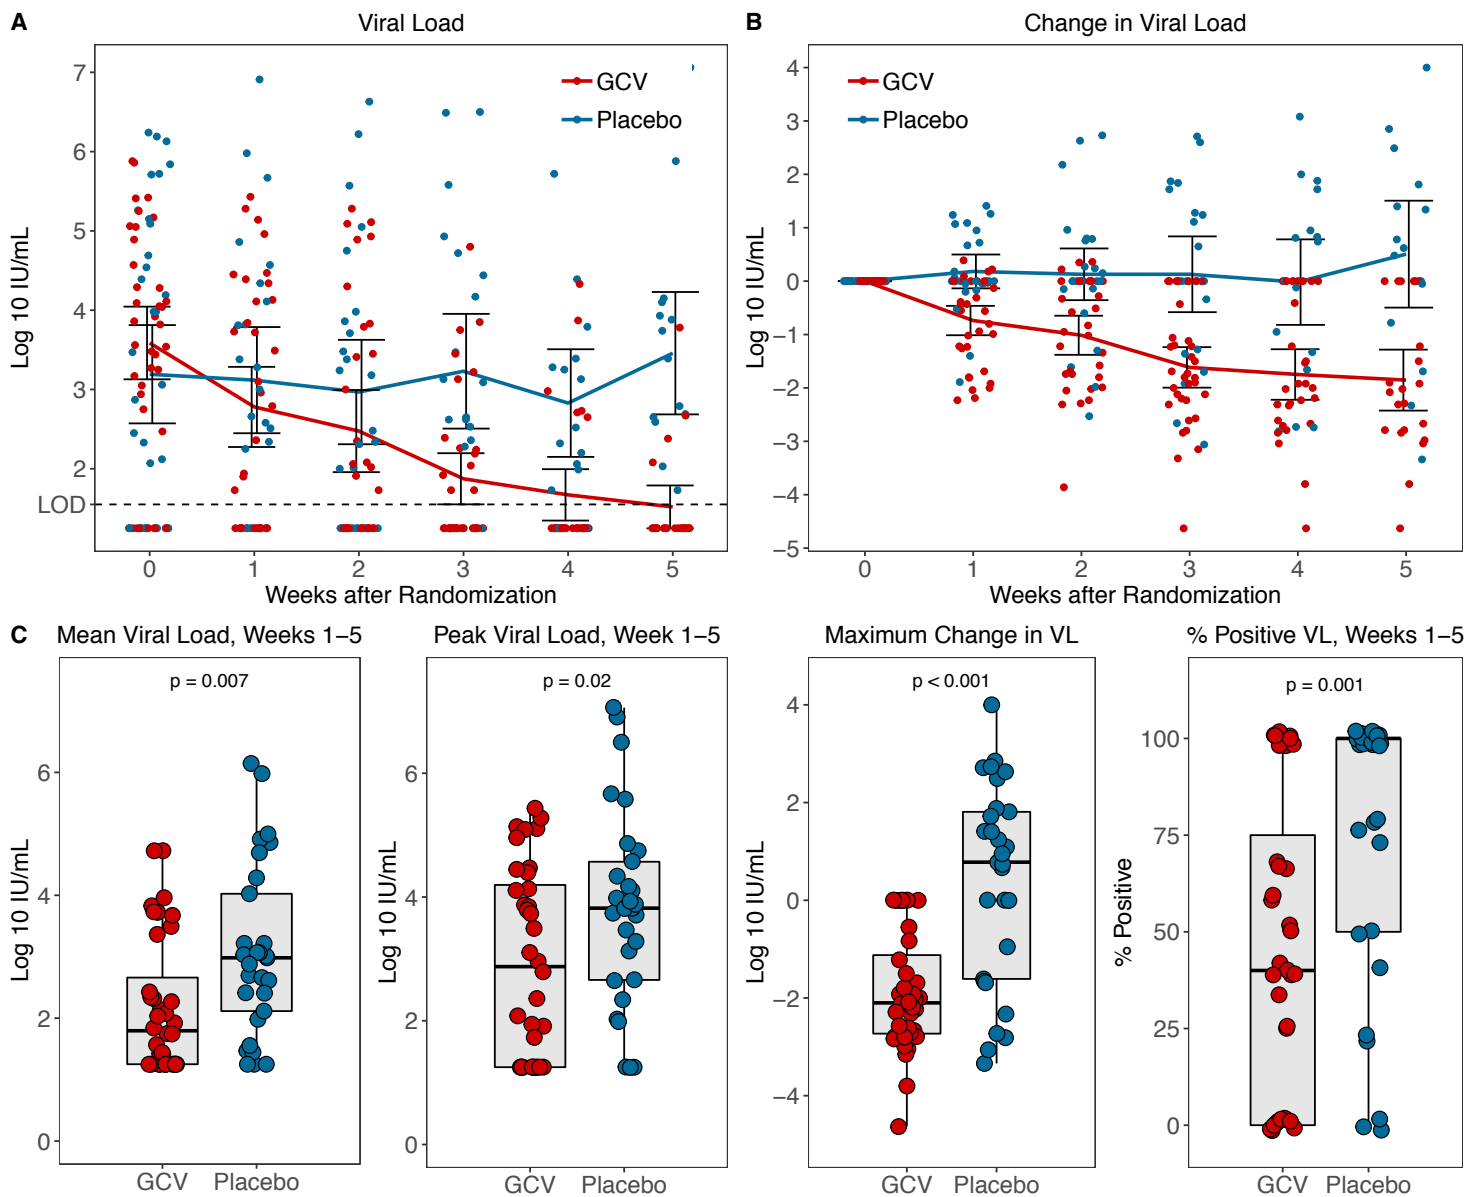 A
Viral Load
Log 10 IU/mL
7
6
5
4
3
2
LOD
GCV
Placebo
0 1 2 3 4 5
Weeks after Randomization
B
Change in Viral Load
Log 10 IU/mL
4
3
2
1
0
−1
−2
−3
−4
−5
GCV
Placebo
0 1 2 3 4 5
Weeks after Randomization
C
Mean Viral Load, Weeks 1−5
p = 0.007
Log 10 IU/mL
6
4
2
0
GCV Placebo
Peak Viral Load, Week 1−5
p = 0.02
Log 10 IU/mL
6
4
2
0
GCV Placebo
Maximum Change in VL
p < 0.001
Log 10 IU/mL
4
2
0
−2
−4
GCV Placebo
% Positive VL, Weeks 1−5
p = 0.001
% Positive
100
75
50
25
0
GCV Placebo